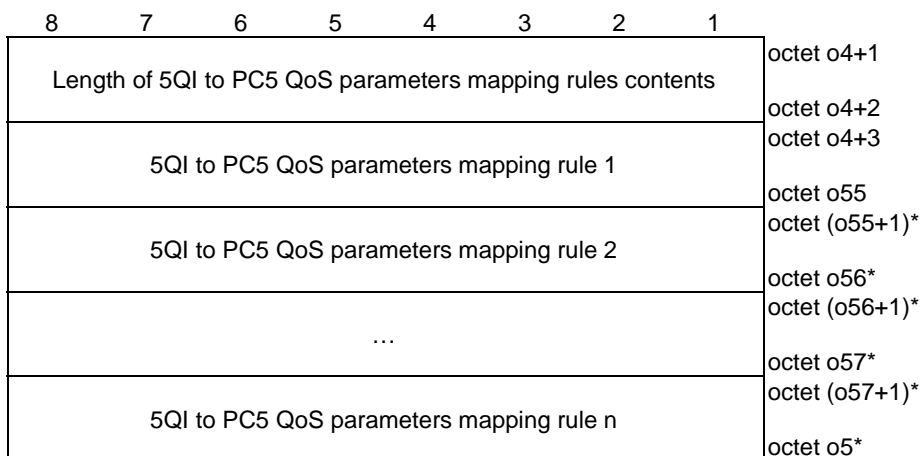 8 7 6 5 4 3 2 1
Length of 5QI to PC5 QoS parameters mapping rules contents
octet o4+1
octet o4+2
5QI to PC5 QoS parameters mapping rule 1
octet o4+3
octet o55
5QI to PC5 QoS parameters mapping rule 2
octet (o55+1)*
octet o56*
…
octet (o56+1)*
octet o57*
5QI to PC5 QoS parameters mapping rule n
octet (o57+1)*
octet o5*